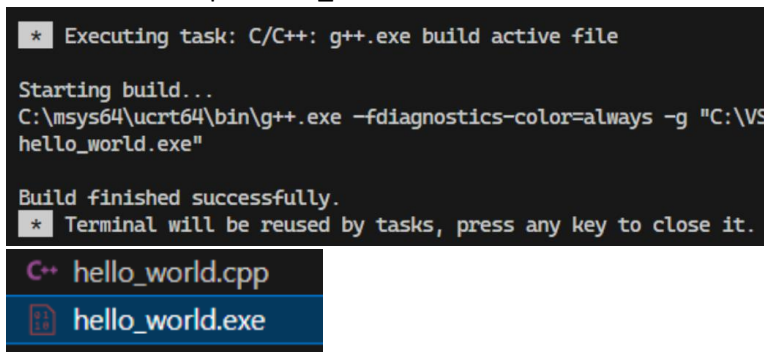 * Executing task: C/C++: g++.exe build active file
Starting build...
C:\msys64\ucrt64\bin\g++.exe -fdiagnostics-color=always -g "C:\VS
hello_world.exe"
Build finished successfully.
* Terminal will be reused by tasks, press any key to close it.
C++ hello_world.cpp
hello_world.exe